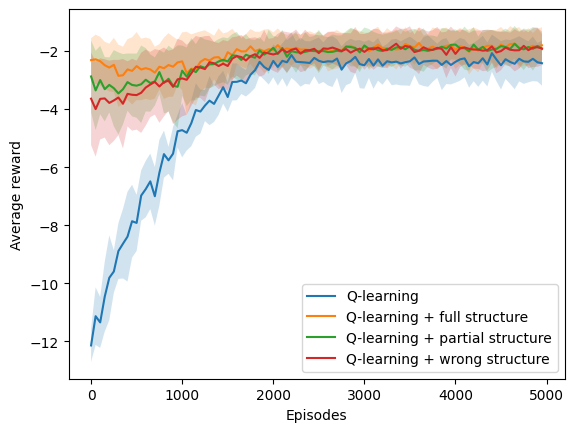 −2
−4
−6
−8
−10
−12
Average reward
0
1000
2000
3000
4000
5000
Episodes
Q-learning
Q-learning + full structure
Q-learning + partial structure
Q-learning + wrong structure